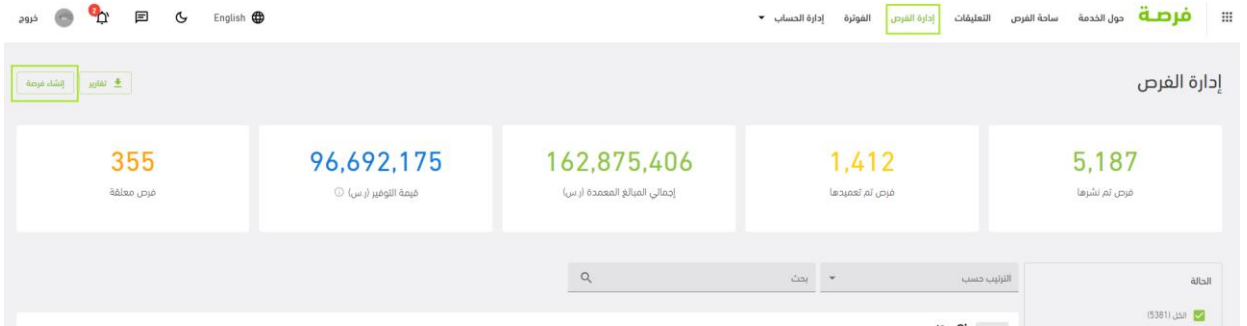 فرصة حول الخدمة ساحة الفرص التعليقات إدارة الفرص الفوترة إدارة الحساب English 2 خروج
إدارة الفرص
تقارير إنشاء فرصة
5,187 1,412 162,875,406 96,692,175 355
فرص تم نشرها فرص تم تعميدها إجمالي المبالغ المعمدة (ر.س) قيمة التوفير (ر.س) فرص معلقة
الحالة الترتيب حسب بحث
الكل (5381)